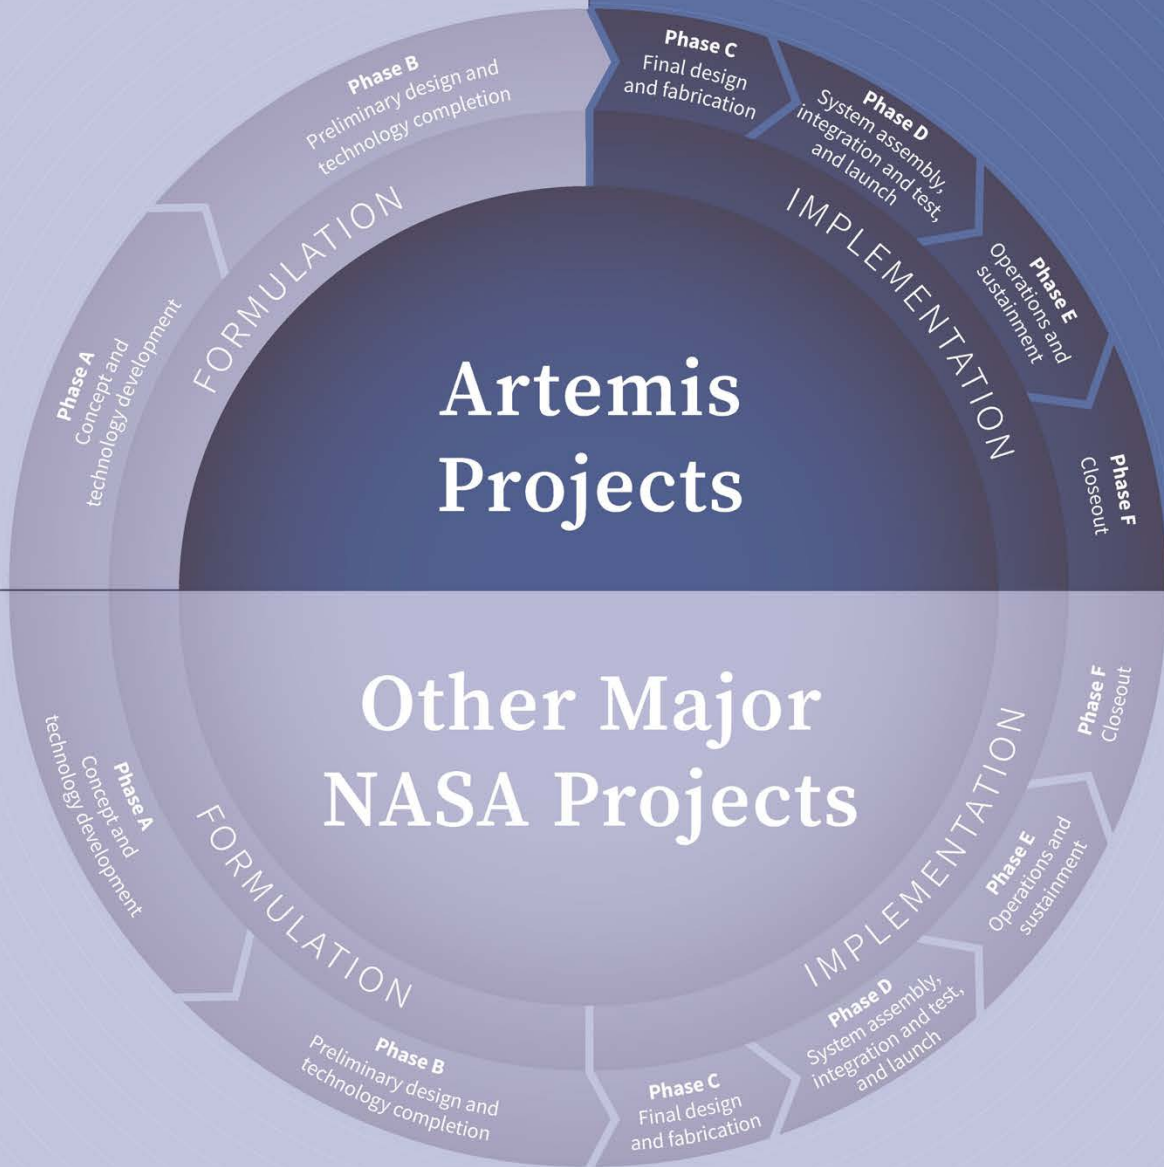 Phase A
Concept and
technology development
Phase B
Preliminary design and
technology completion
FORMULATION
Phase C
Final design
and fabrication
Phase D
System assembly,
integration and test,
and launch
Phase E
Operations and
sustainment
Phase F
Closeout
IMPLEMENTATION
Artemis
Projects
Other Major
NASA Projects
Phase A
Concept and
technology development
Phase B
Preliminary design and
technology completion
FORMULATION
Phase C
Final design
and fabrication
Phase D
System assembly,
integration and test,
and launch
Phase E
Operations and
sustainment
Phase F
Closeout
IMPLEMENTATION